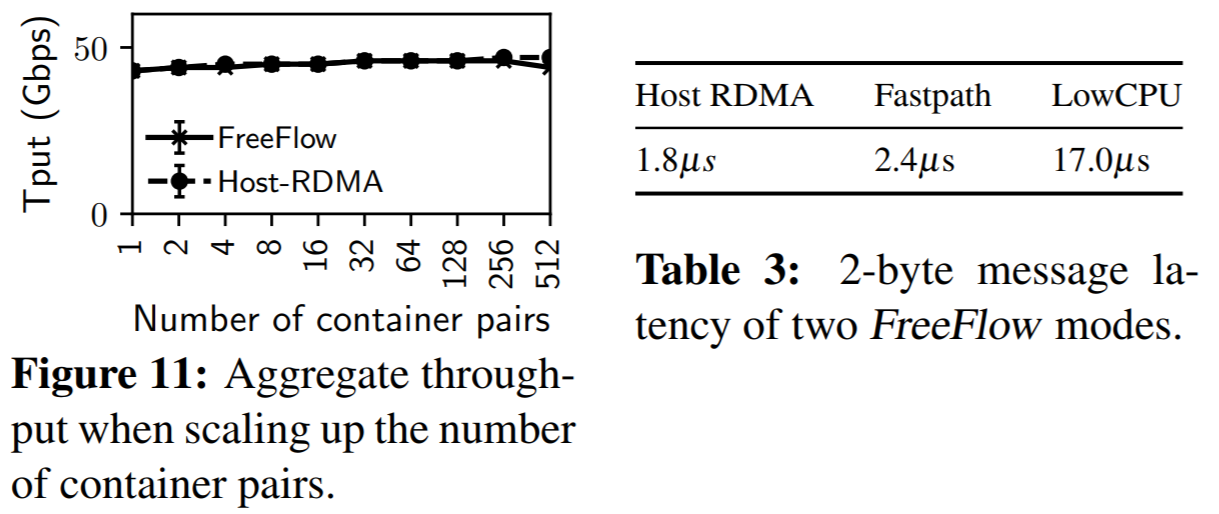 Tput (Gbps)
50
0
FreeFlow
Host-RDMA
1 2 4 8 16 32 64 128 256 512
Number of container pairs
Figure 11: Aggregate through-
put when scaling up the number
of container pairs.
Host RDMA Fastpath LowCPU
1.8μs 2.4μs 17.0μs
Table 3: 2-byte message la-
tency of two FreeFlow modes.